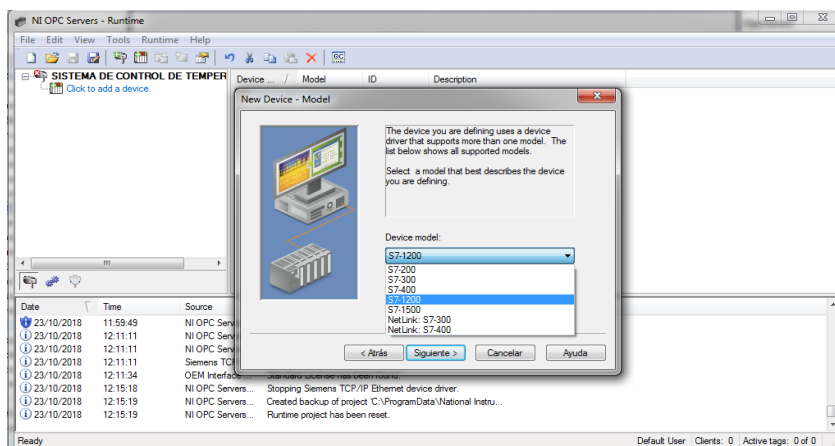 NI OPC Servers - Runtime
File Edit View Tools Runtime Help
SISTEMA DE CONTROL DE TEMPER
Click to add a device.
Device ... / Model ID Description
New Device - Model
The device you are defining uses a device
driver that supports more than one model. The
list below shows all supported models.
Select a model that best describes the device
you are defining.
Device model:
S7-1200
S7-200
S7-300
S7-400
S7-1200
S7-1500
NetLink: S7-300
NetLink: S7-400
< Atrás Siguiente > Cancelar Ayuda
Date Time Source
23/10/2018 11:59:49 NI OPC Serv
23/10/2018 12:11:11 NI OPC Serv
23/10/2018 12:11:11 NI OPC Serv
23/10/2018 12:11:11 Siemens TC
23/10/2018 12:11:34 OEM Interface ... Standard License has been found.
23/10/2018 12:15:18 NI OPC Servers... Stopping Siemens TCP/IP Ethernet device driver.
23/10/2018 12:15:19 NI OPC Servers... Created backup of project 'C:\ProgramData\National Instru...
23/10/2018 12:15:19 NI OPC Servers... Runtime project has been reset.
Ready Default User Clients: 0 Active tags: 0 of 0